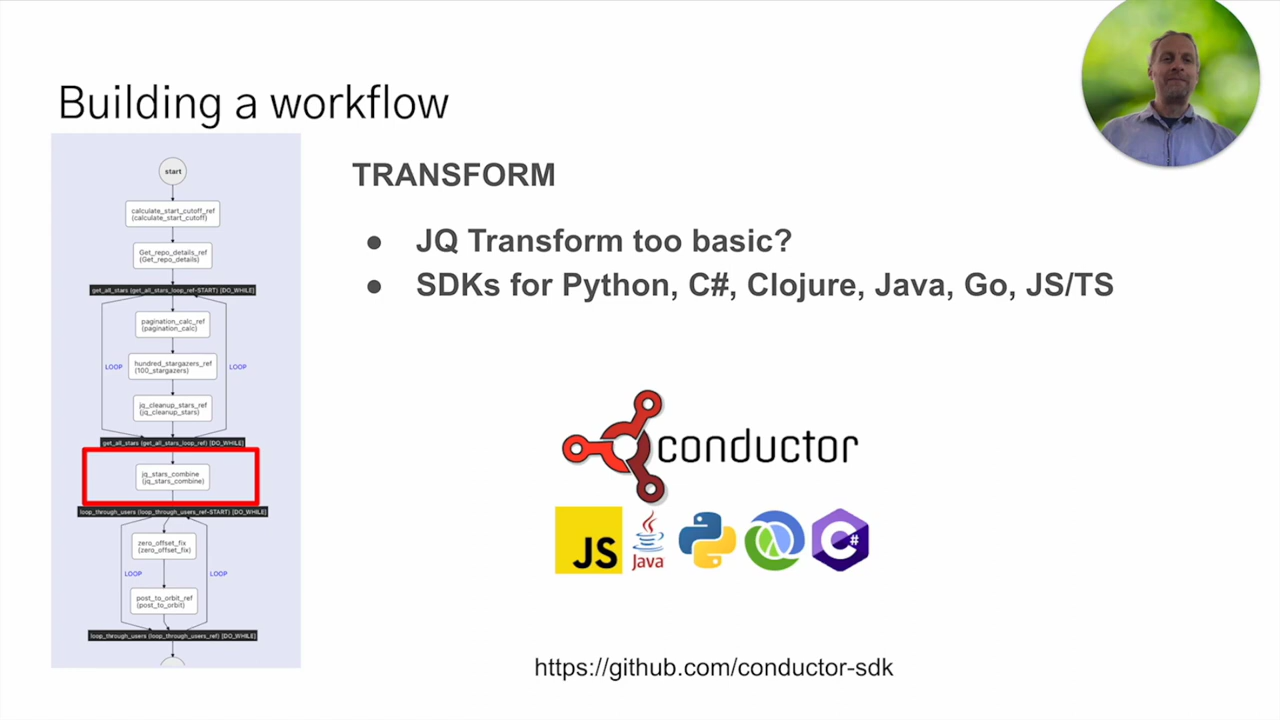 Building a workflow
start
calculate_start_cutoff_ref
(calculate_start_cutoff)
Get_repo_details_ref
(Get_repo_details)
get_all_stars (get_all_stars_loop_ref-START) [DO_WHILE]
pagination_calc_ref
(pagination_calc)
LOOP
hundred_stargazers_ref
(100_stargazers)
LOOP
jq_cleanup_stars_ref
(jq_cleanup_stars)
get_all_stars (get_all_stars_loop_ref) [DO_WHILE]
jq_stars_combine
(jq_stars_combine)
loop_through_users (loop_through_users_ref-START) [DO_WHILE]
zero_offset_fix
(zero_offset_fix)
LOOP
LOOP
post_to_orbit_ref
(post_to_orbit)
loop_through_users (loop_through_users_ref) [DO_WHILE]
TRANSFORM
● JQ Transform too basic?
● SDKs for Python, C#, Clojure, Java, Go, JS/TS
conductor
JS
Java
C#
https://github.com/conductor-sdk